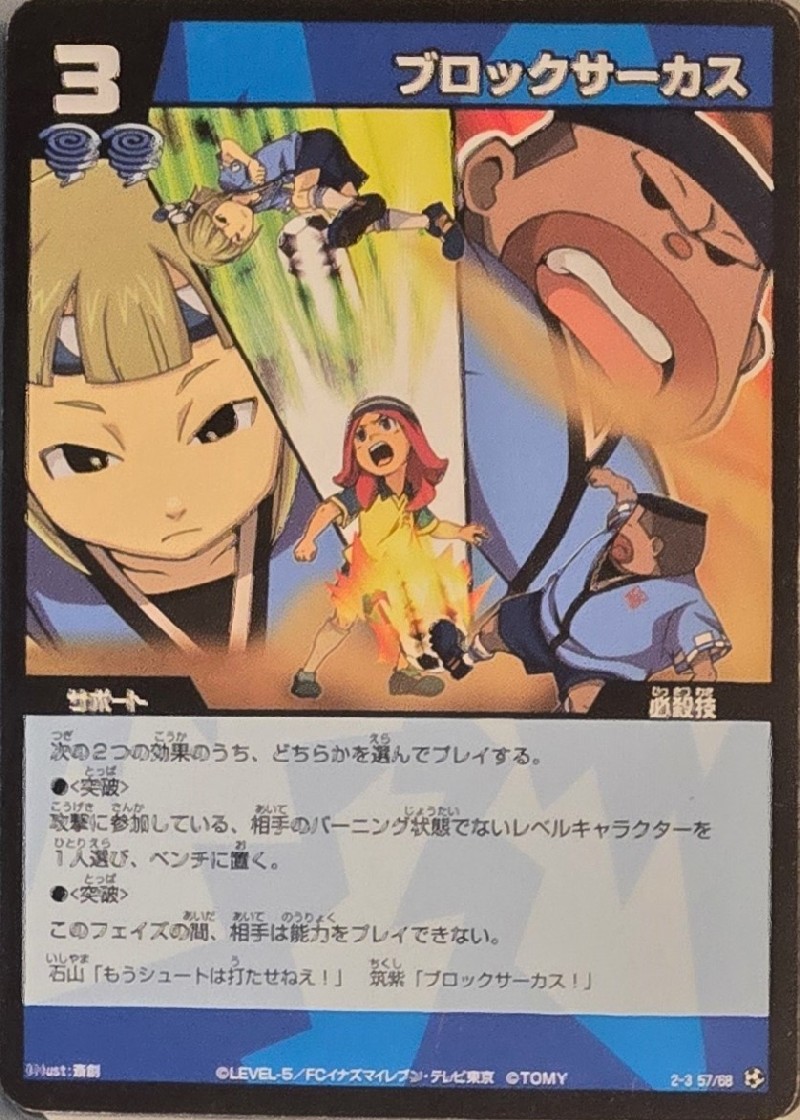 3
ブロックサーカス
サポート
必殺技
次の2つの効果のうち、どちらかを選んでプレイする。
●<突破>
攻撃に参加している、相手のバーニング状態でないレベルキャラクターを
1人選び、ベンチに置く。
●<突破>
このフェイズの間、相手は能力をプレイできない。
石山「もうシュートは打たせねえ！」 筑紫「ブロックサーカス！」
Illust:斎創
©LEVEL-5／FCイナズマイレブン・テレビ東京 ©TOMY
2-3 57/68